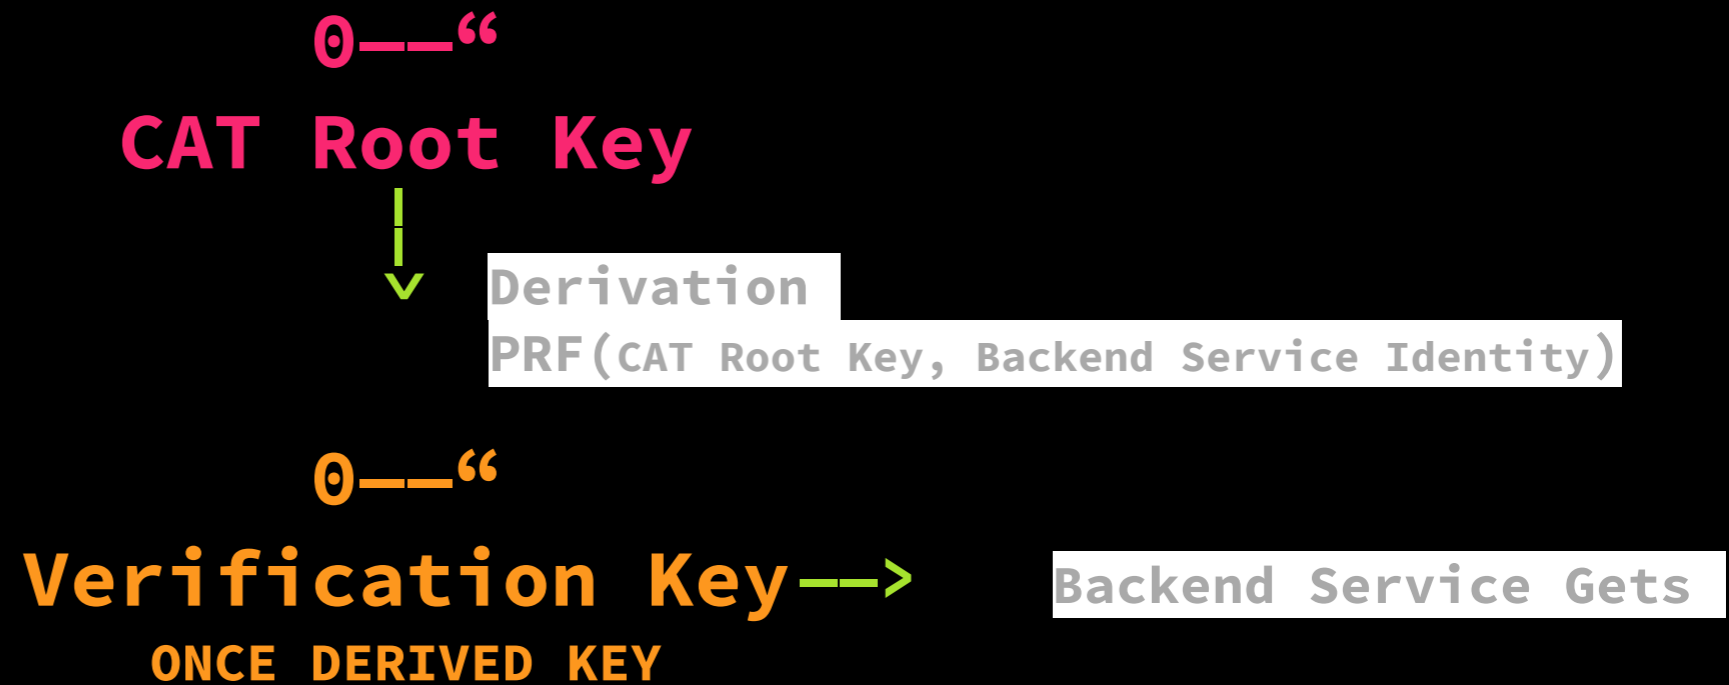 0––“
CAT Root Key
|
|
v
Derivation
PRF(CAT Root Key, Backend Service Identity)
0––“
Verification Key––>
Backend Service Gets
ONCE DERIVED KEY